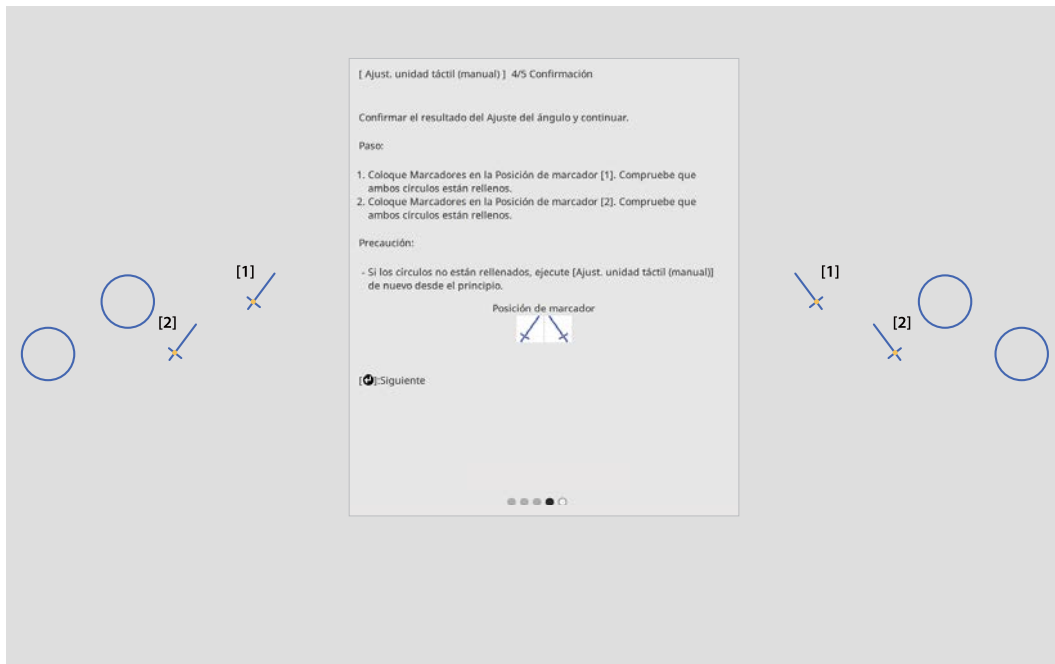 [ Ajust. unidad táctil (manual) ] 4/5 Confirmación
Confirmar el resultado del Ajuste del ángulo y continuar.
Paso:
1. Coloque Marcadores en la Posición de marcador [1]. Compruebe que
ambos círculos están rellenos.
2. Coloque Marcadores en la Posición de marcador [2]. Compruebe que
ambos círculos están rellenos.
Precaución:
- Si los círculos no están rellenados, ejecute [Ajust. unidad táctil (manual)]
de nuevo desde el principio.
[1]
[1]
Posición de marcador
[2]
[2]
[]:Siguiente